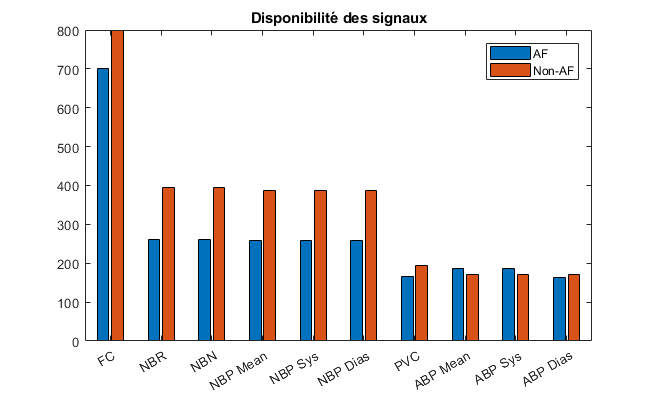 Disponibilité des signaux
AF
Non-AF
800
700
600
500
400
300
200
100
0
FC
NBR
NBN
NBP Mean
NBP Sys
NBP Dias
PVC
ABP Mean
ABP Sys
ABP Dias